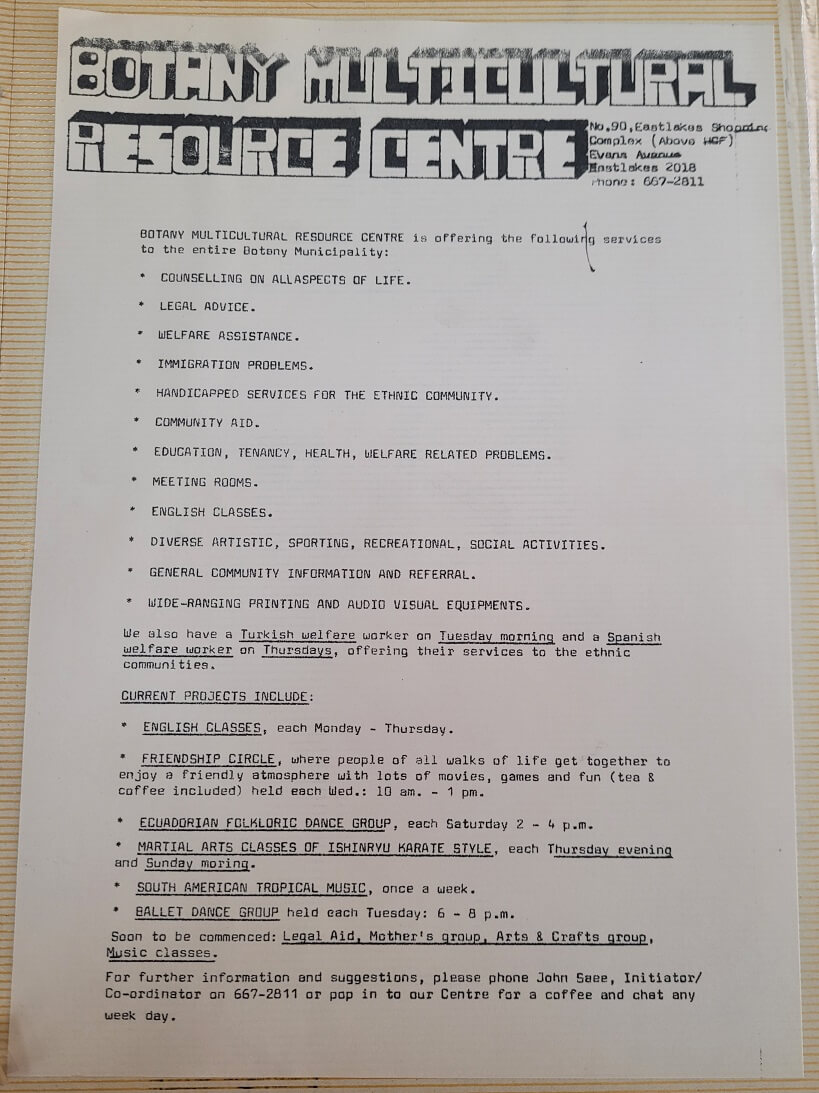 BOTANY MULTICULTURAL
RESOURCE CENTRE
No.90, Eastlakes Shopping
Complex (Above HCF)
Evans Avenue
Eastlakes 2018
Phone: 667-2811
BOTANY MULTICULTURAL RESOURCE CENTRE is offering the following services
to the entire Botany Municipality:
* COUNSELLING ON ALLASPECTS OF LIFE.
* LEGAL ADVICE.
* WELFARE ASSISTANCE.
* IMMIGRATION PROBLEMS.
* HANDICAPPED SERVICES FOR THE ETHNIC COMMUNITY.
* COMMUNITY AID.
* EDUCATION, TENANCY, HEALTH, WELFARE RELATED PROBLEMS.
* MEETING ROOMS.
* ENGLISH CLASSES.
* DIVERSE ARTISTIC, SPORTING, RECREATIONAL, SOCIAL ACTIVITIES.
* GENERAL COMMUNITY INFORMATION AND REFERRAL.
* WIDE-RANGING PRINTING AND AUDIO VISUAL EQUIPMENTS.
We also have a Turkish welfare worker on Tuesday morning and a Spanish
welfare worker on Thursdays, offering their services to the ethnic
communities.
CURRENT PROJECTS INCLUDE:
* ENGLISH CLASSES, each Monday - Thursday.
* FRIENDSHIP CIRCLE, where people of all walks of life get together to
enjoy a friendly atmosphere with lots of movies, games and fun (tea &
coffee included) held each Wed.: 10 am. - 1 pm.
* ECUADORIAN FOLKLORIC DANCE GROUP, each Saturday 2 - 4 p.m.
* MARTIAL ARTS CLASSES OF ISHINRYU KARATE STYLE, each Thursday evening
and Sunday moring.
* SOUTH AMERICAN TROPICAL MUSIC, once a week.
* BALLET DANCE GROUP held each Tuesday: 6 - 8 p.m.
Soon to be commenced: Legal Aid, Mother's group, Arts & Crafts group,
Music classes.
For further information and suggestions, please phone John Saee, Initiator/
Co-ordinator on 667-2811 or pop in to our Centre for a coffee and chat any
week day.